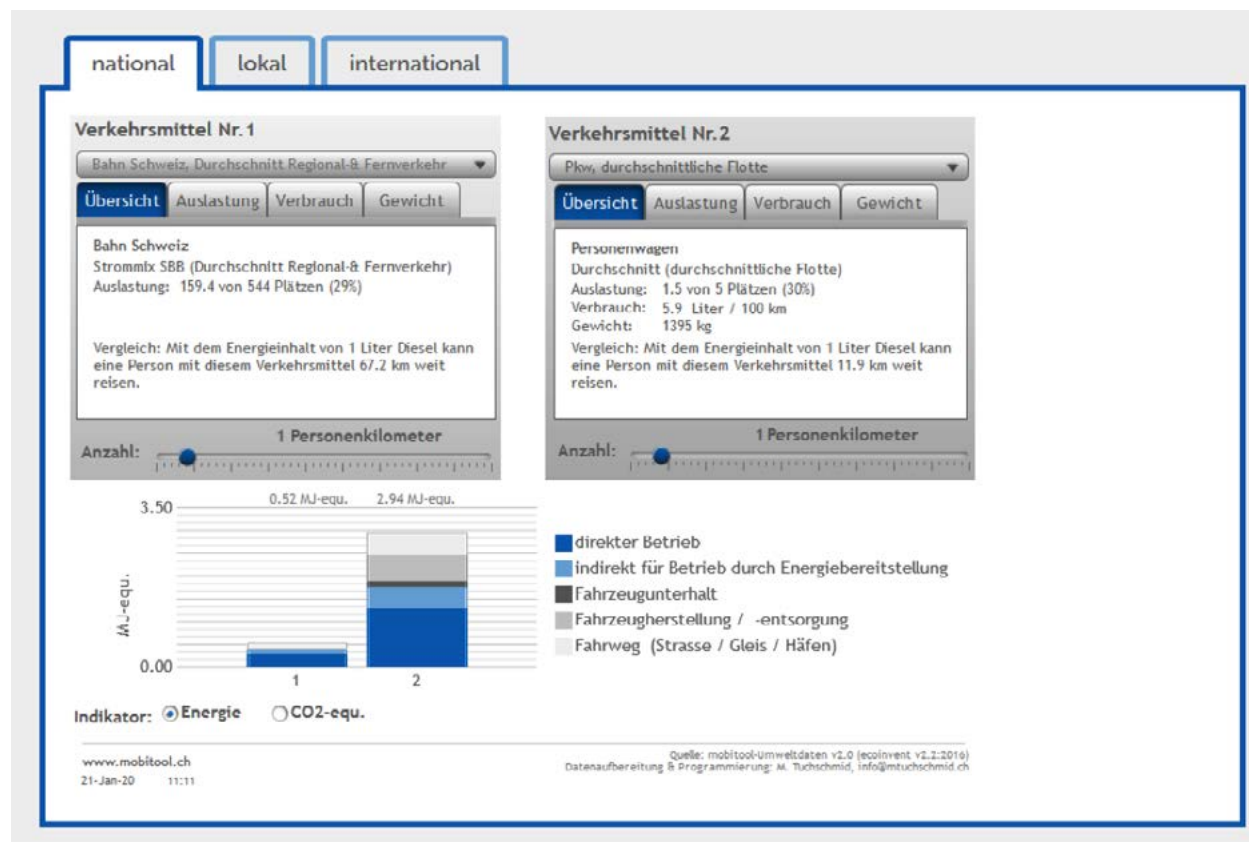 national lokal international
Verkehrsmittel Nr. 1
Bahn Schweiz, Durchschnitt Regional-& Fernverkehr
Übersicht Auslastung Verbrauch Gewicht
Bahn Schweiz
Strommix SBB (Durchschnitt Regional-& Fernverkehr)
Auslastung: 159.4 von 544 Plätzen (29%)
Vergleich: Mit dem Energieinhalt von 1 Liter Diesel kann
eine Person mit diesem Verkehrsmittel 67.2 km weit
reisen.
1 Personenkilometer
Anzahl:
Verkehrsmittel Nr. 2
Pkw, durchschnittliche Flotte
Übersicht Auslastung Verbrauch Gewicht
Personenwagen
Durchschnitt (durchschnittliche Flotte)
Auslastung: 1.5 von 5 Plätzen (30%)
Verbrauch: 5.9 Liter / 100 km
Gewicht: 1395 kg
Vergleich: Mit dem Energieinhalt von 1 Liter Diesel kann
eine Person mit diesem Verkehrsmittel 11.9 km weit
reisen.
1 Personenkilometer
Anzahl:
0.52 MJ-equ. 2.94 MJ-equ.
3.50
MJ-equ.
0.00
1 2
direkter Betrieb
indirekt für Betrieb durch Energiebereitstellung
Fahrzeugunterhalt
Fahrzeugherstellung / -entsorgung
Fahrweg (Strasse / Gleis / Häfen)
Indikator: Energie CO2-equ.
www.mobitool.ch
21-Jan-20 11:11
Quelle: mobitool-Umweltdaten v2.0 (ecoinvent v2.2:2016)
Datenaufbereitung & Programmierung: M. Tuchschmid, info@mtuchschmid.ch